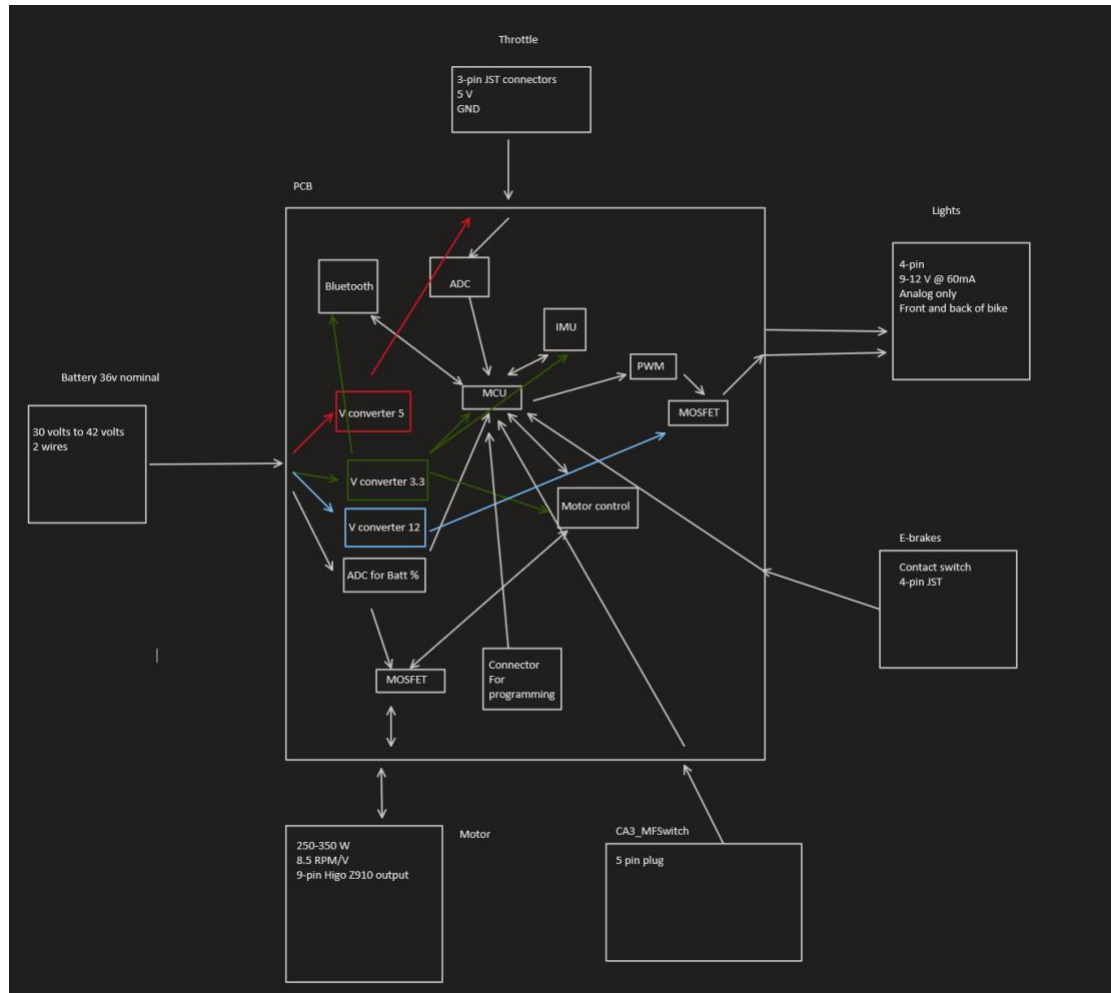 Throttle
3-pin JST connectors
5 V
GND
PCB
Lights
4-pin
9-12 V @ 60mA
Analog only
Front and back of bike
Bluetooth
ADC
IMU
PWM
MCU
MOSFET
Battery 36v nominal
30 volts to 42 volts
2 wires
V converter 5
V converter 3.3
V converter 12
Motor control
ADC for Batt %
E-brakes
Contact switch
4-pin JST
MOSFET
Connector
For
programming
Motor
250-350 W
8.5 RPM/V
9-pin Higo Z910 output
CA3_MFSwitch
5 pin plug